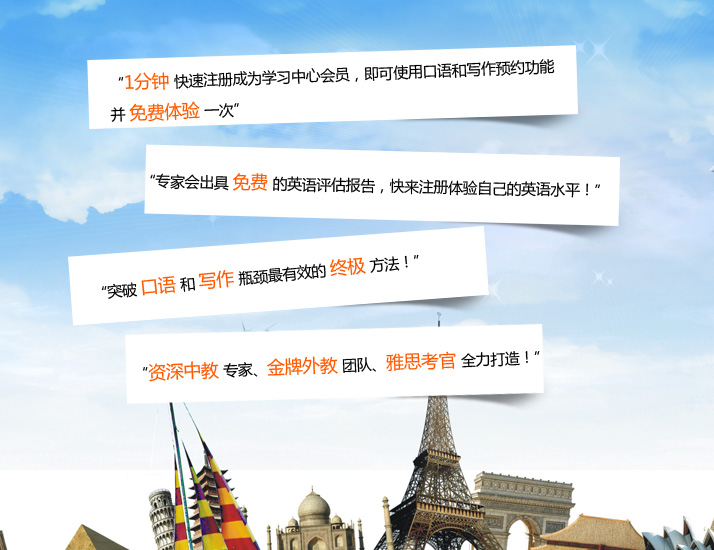 “1分钟 快速注册成为学习中心会员，即可使用口语和写作预约功能
并 免费体验 一次”
“专家会出具 免费 的英语评估报告，快来注册体验自己的英语水平！”
“突破 口语 和 写作 瓶颈最有效的 终极 方法！”
“资深中教 专家、金牌外教 团队、雅思考官 全力打造！”